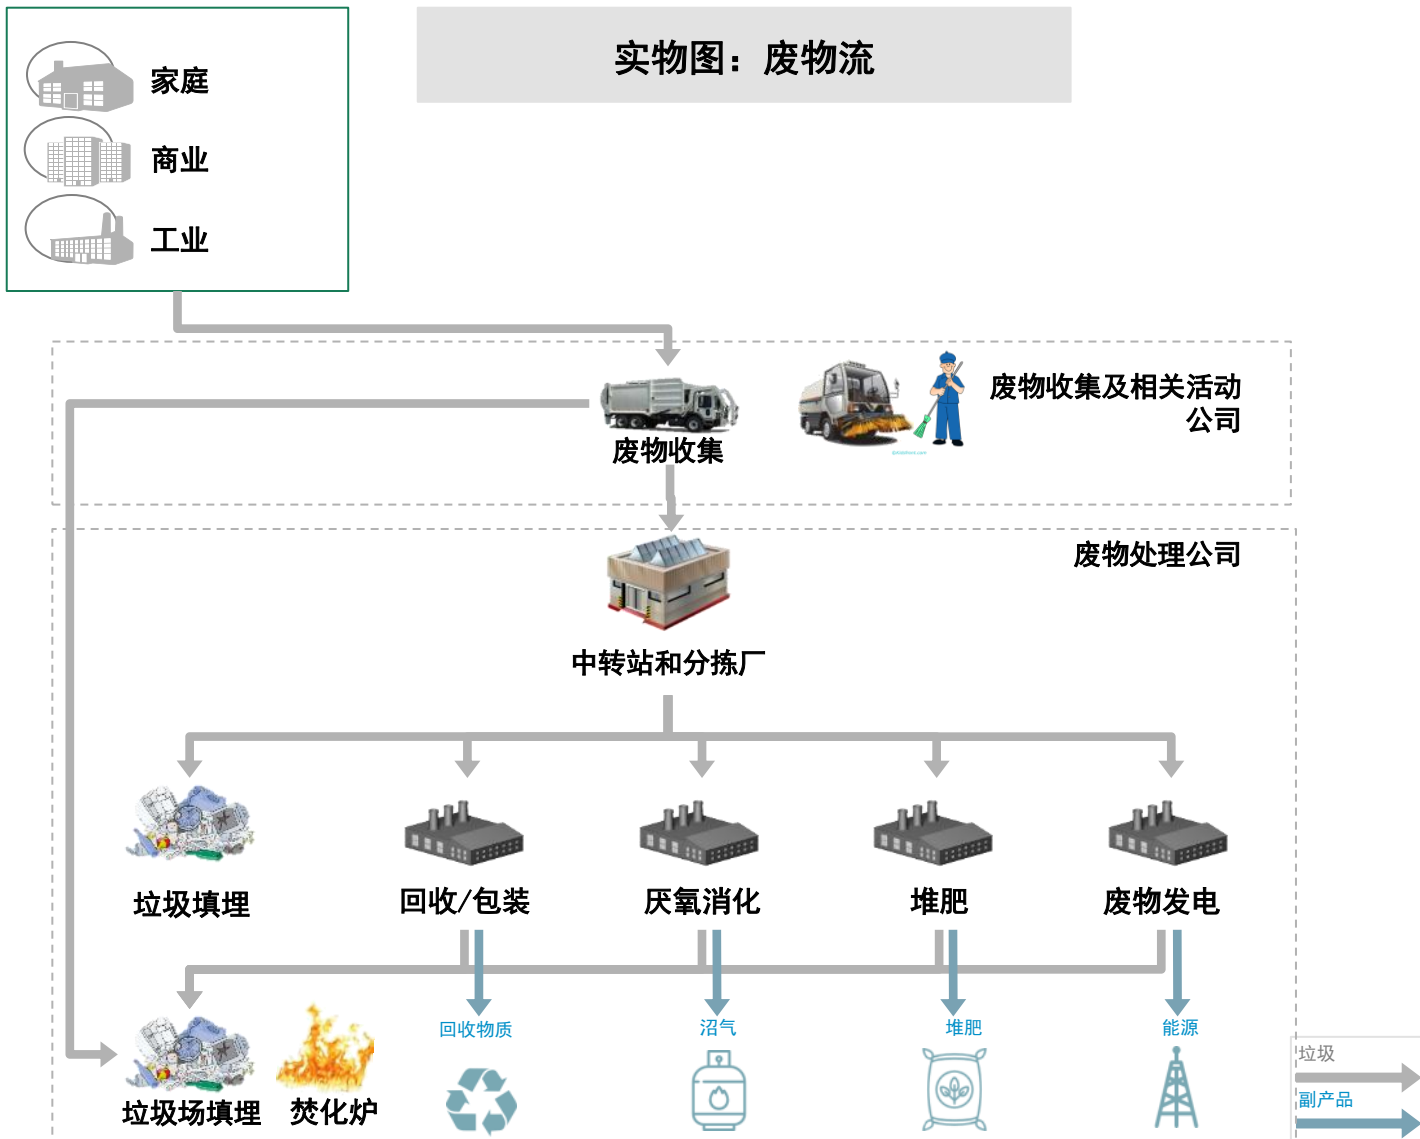 实物图：废物流
家庭
商业
工业
废物收集及相关活动
公司
废物收集
废物处理公司
中转站和分拣厂
垃圾填埋
回收/包装
厌氧消化
堆肥
废物发电
回收物质
沼气
堆肥
能源
垃圾场填埋
焚化炉
垃圾
副产品